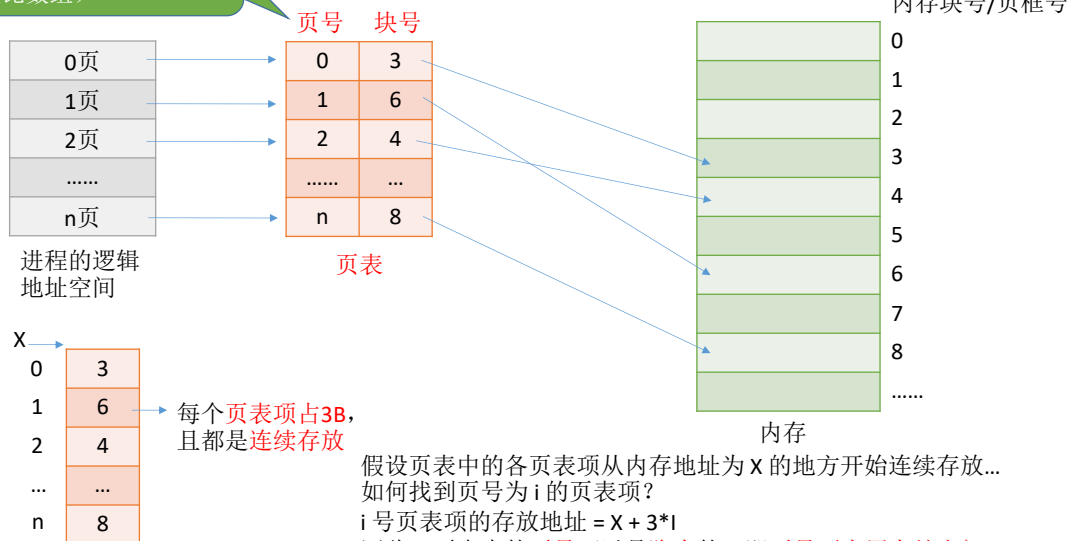 页号 块号
内存块号/页框号
0页
1页
2页
……
n页
进程的逻辑
地址空间
0 3
1 6
2 4
…… …
n 8
页表
0
1
2
3
4
5
6
7
8
……
内存
X
0 3
1 6
2 4
… …
n 8
每个页表项占3B，
且都是连续存放
假设页表中的各页表项从内存地址为 X 的地方开始连续存放…
如何找到页号为 i 的页表项？
i 号页表项的存放地址 = X + 3*I